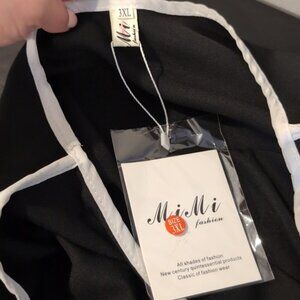 3XL
MiMi
fashion
MiMi
fashion
SIZE
3XL
All shades of fashion
New century quintessential products
Classic of fashion wear